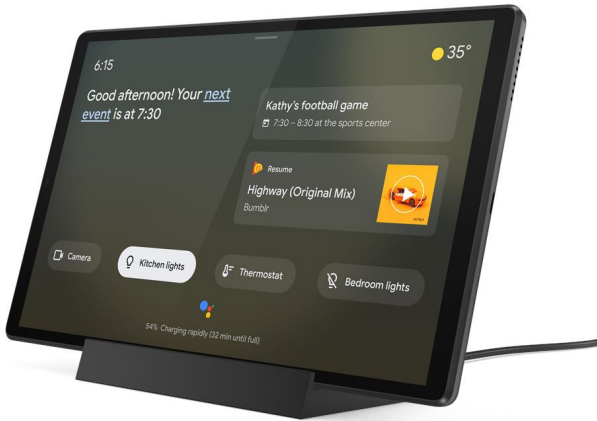 6:15
35°
Good afternoon! Your next
event is at 7:30
Kathy's football game
7:30 – 8:30 at the sports center
Resume
Highway (Original Mix)
Bumblr
Camera
Kitchen lights
Thermostat
Bedroom lights
54% Charging rapidly (32 min until full)